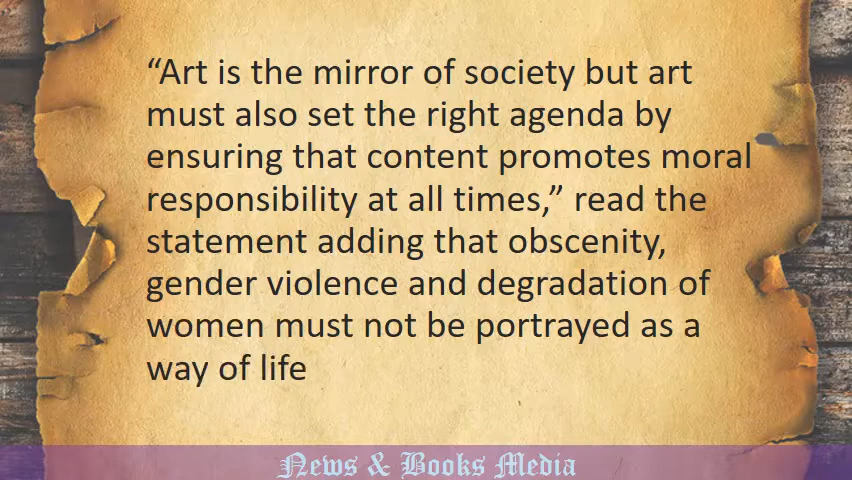 “Art is the mirror of society but art
must also set the right agenda by
ensuring that content promotes moral
responsibility at all times,” read the
statement adding that obscenity,
gender violence and degradation of
women must not be portrayed as a
way of life
News & Books Media